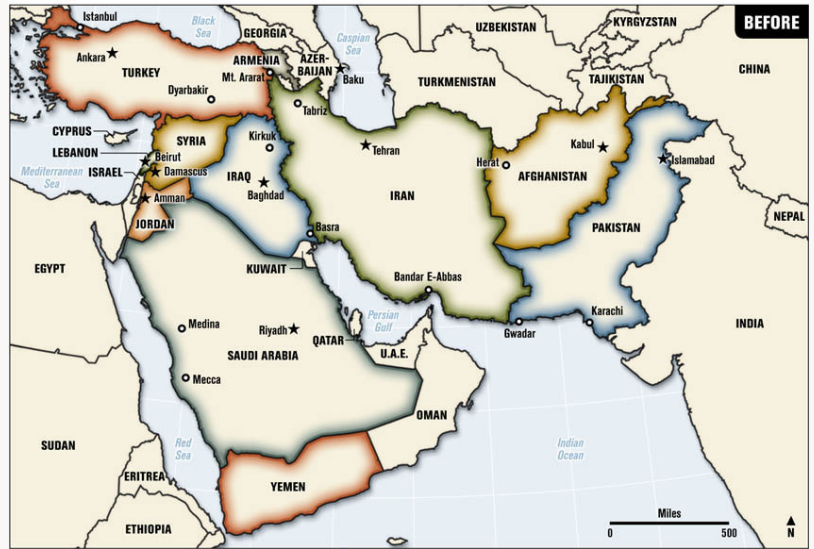 BEFORE
Istanbul
Black
Sea
GEORGIA
Caspian
Sea
UZBEKISTAN
KYRGYZSTAN
Ankara
TURKEY
ARMENIA
AZER-
BAIJAN
Mt. Ararat
Baku
TURKMENISTAN
TAJIKISTAN
CHINA
Dyarbakir
Tabriz
CYPRUS
SYRIA
Kirkuk
Tehran
Kabul
LEBANON
Beirut
Herat
Islamabad
Mediterranean
Sea
ISRAEL
Damascus
IRAQ
Baghdad
AFGHANISTAN
Amman
IRAN
JORDAN
Basra
PAKISTAN
NEPAL
EGYPT
KUWAIT
Bandar E-Abbas
Persian
Gulf
Karachi
Medina
Riyadh
QATAR
Gwadar
INDIA
SAUDI ARABIA
U.A.E.
Mecca
OMAN
SUDAN
Red
Sea
Indian
Ocean
ERITREA
YEMEN
Miles
0
500
N
ETHIOPIA